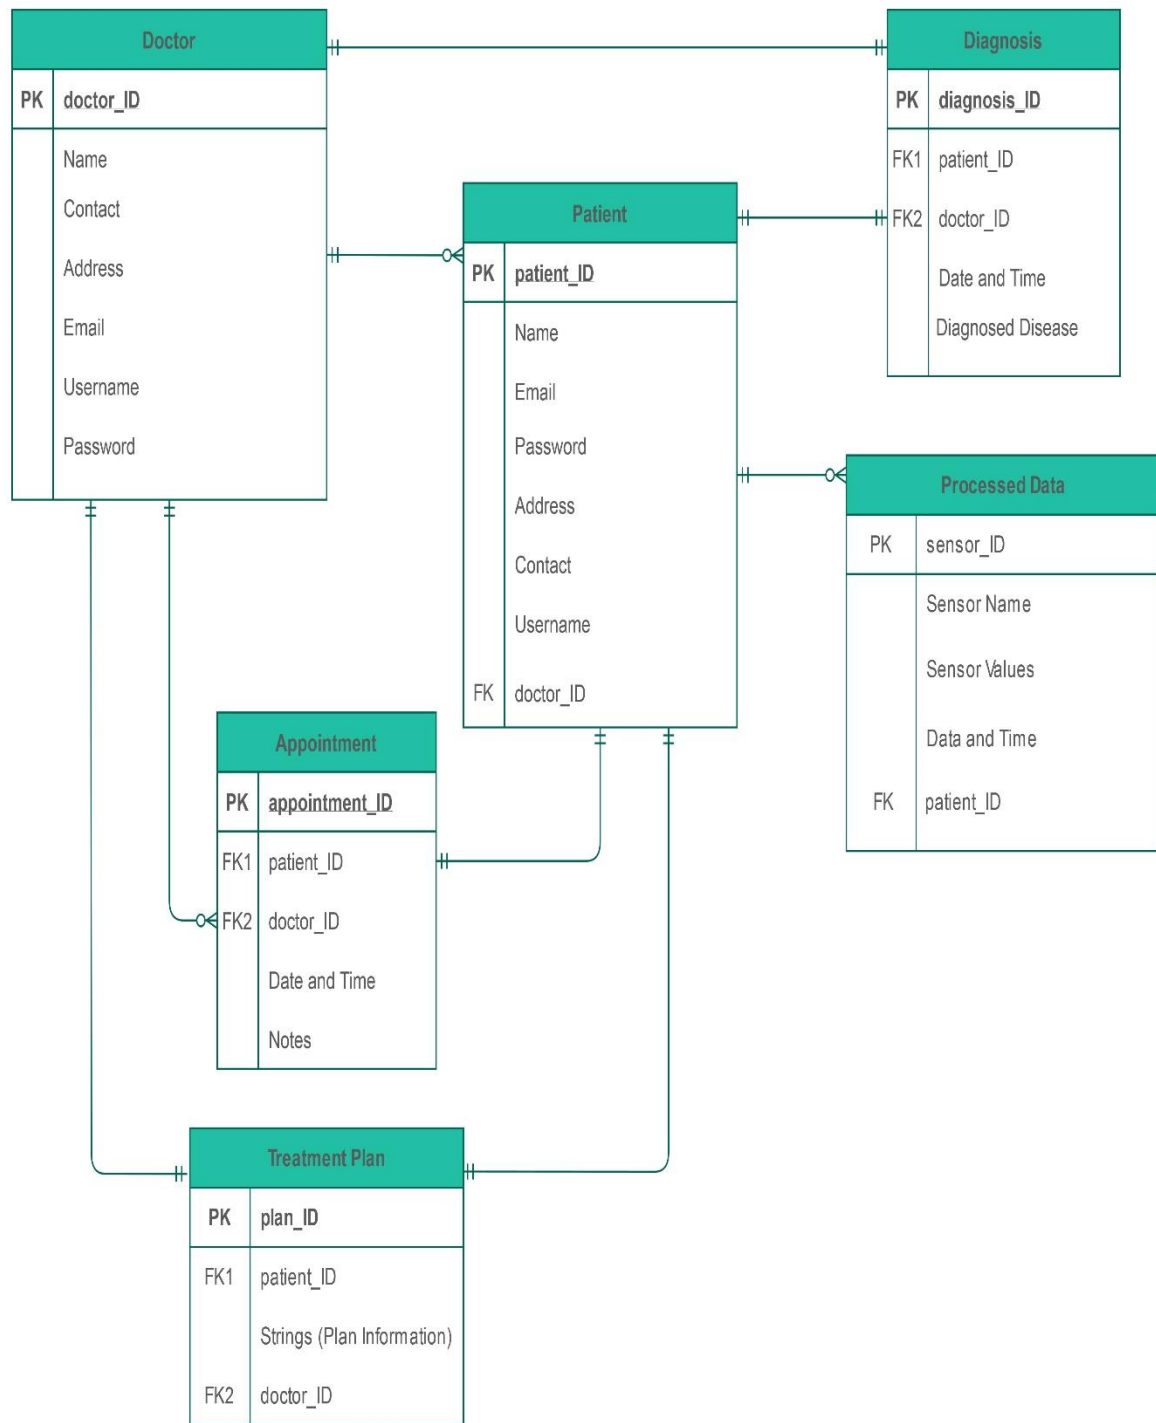 Doctor
PK doctor_ID
Name
Contact
Address
Email
Username
Password
Diagnosis
PK diagnosis_ID
FK1 patient_ID
FK2 doctor_ID
Date and Time
Diagnosed Disease
Patient
PK patient_ID
Name
Email
Password
Address
Contact
Username
FK doctor_ID
Processed Data
PK sensor_ID
Sensor Name
Sensor Values
Data and Time
FK patient_ID
Appointment
PK appointment_ID
FK1 patient_ID
FK2 doctor_ID
Date and Time
Notes
Treatment Plan
PK plan_ID
FK1 patient_ID
Strings (Plan Information)
FK2 doctor_ID